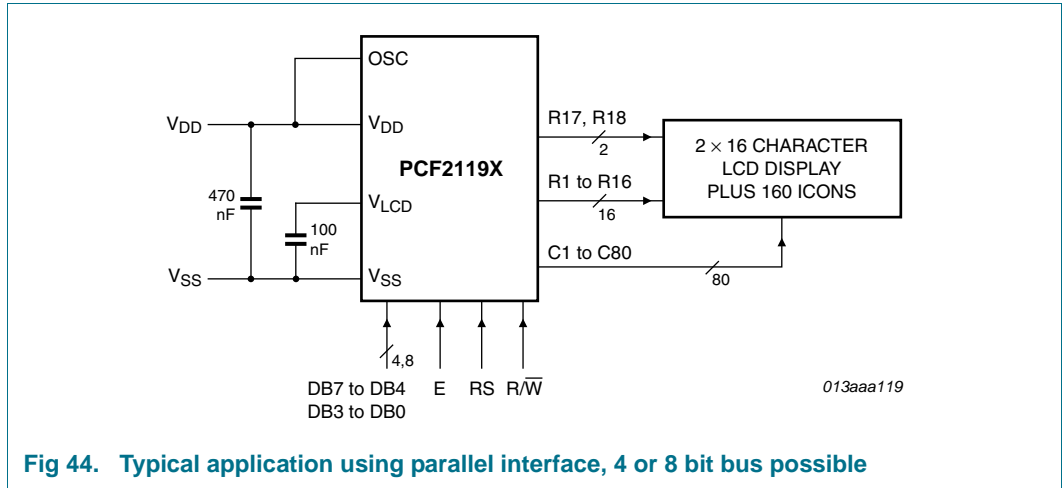 OSC
VDD
VDD
PCF2119X
R17, R18
2
2 × 16 CHARACTER
LCD DISPLAY
PLUS 160 ICONS
470
nF
VLCD
100
nF
R1 to R16
16
C1 to C80
80
VSS
VSS
4,8
DB7 to DB4
DB3 to DB0
E
RS
R/W̅
013aaa119
Fig 44. Typical application using parallel interface, 4 or 8 bit bus possible